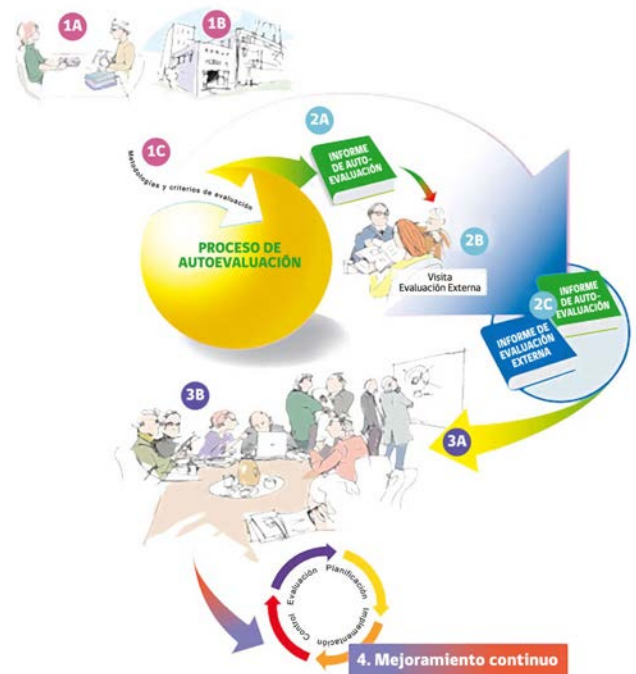 1A
1B
1C
Metodologías y criterios de evaluación
PROCESO DE
AUTOEVALUACIÓN
2A
INFORME
DE AUTO-
EVALUACIÓN
2B
Visita
Evaluación Externa
2C
INFORME
DE AUTO-
EVALUACIÓN
INFORME DE
EVALUACIÓN
EXTERNA
3A
3B
Planificación
Implementación
Control
Evaluación
4. Mejoramiento continuo